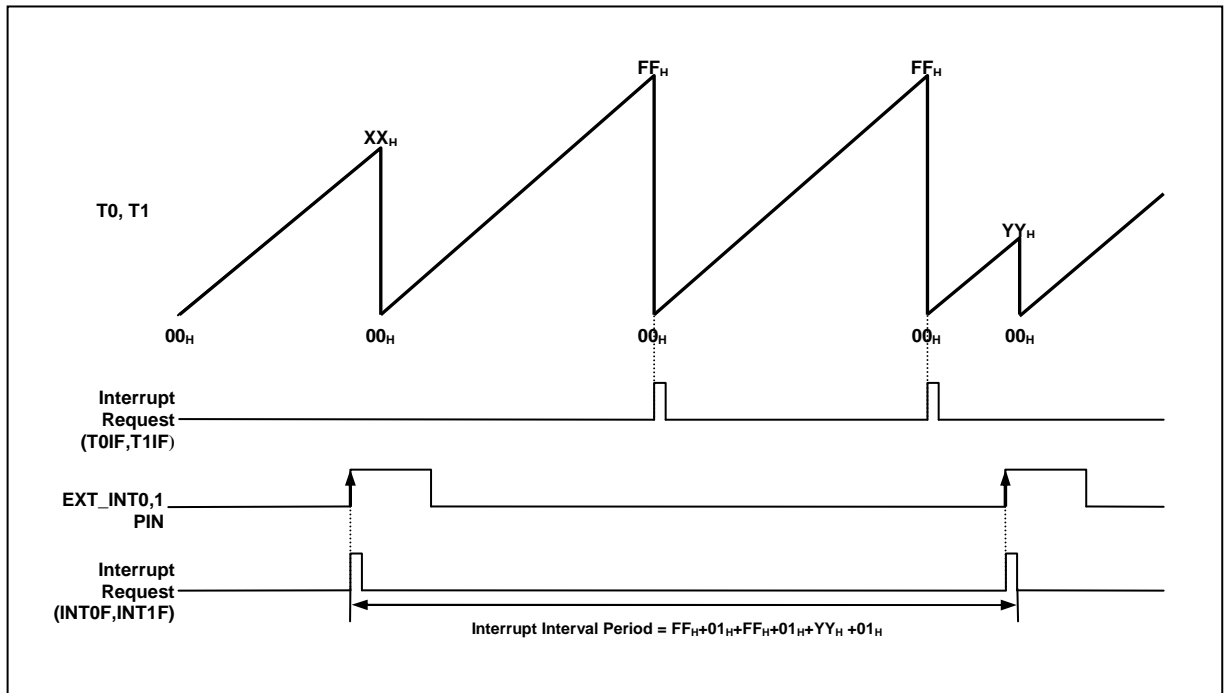 FFH FFH
XXH
T0, T1
YYH
00H 00H 00H 00H 00H
Interrupt
Request
(T0IF,T1IF)
EXT_INT0,1
PIN
Interrupt
Request
(INT0F,INT1F)
Interrupt Interval Period = FFH+01H+FFH+01H+YYH +01H